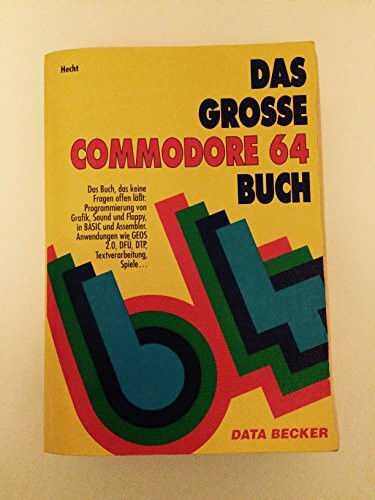 Hecht
DAS
GROSSE
COMMODORE 64
BUCH
Das Buch, das keine
Fragen offen läßt:
Programmierung von
Grafik, Sound und Floppy,
in BASIC und Assembler.
Anwendungen wie GEOS
2.0, DFÜ, DTP,
Textverarbeitung,
Spiele...
64
DATA BECKER